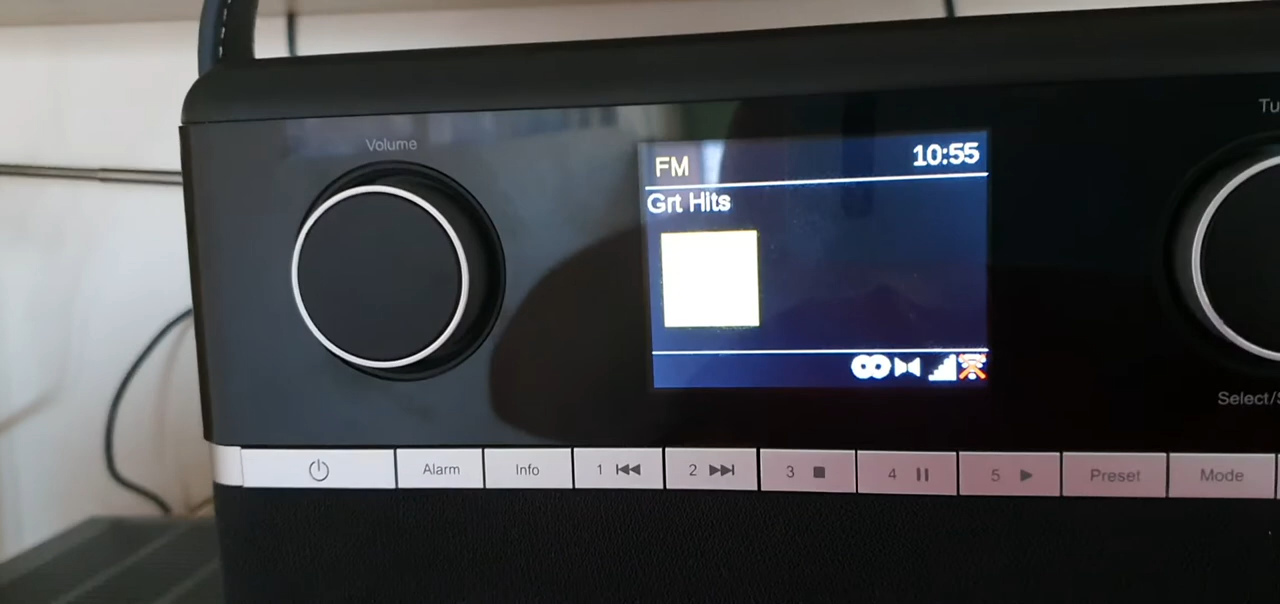 Volume
Tu
FM 10:55
Grt Hits
Select/S
Alarm Info 1 2 3 4 5 Preset Mode